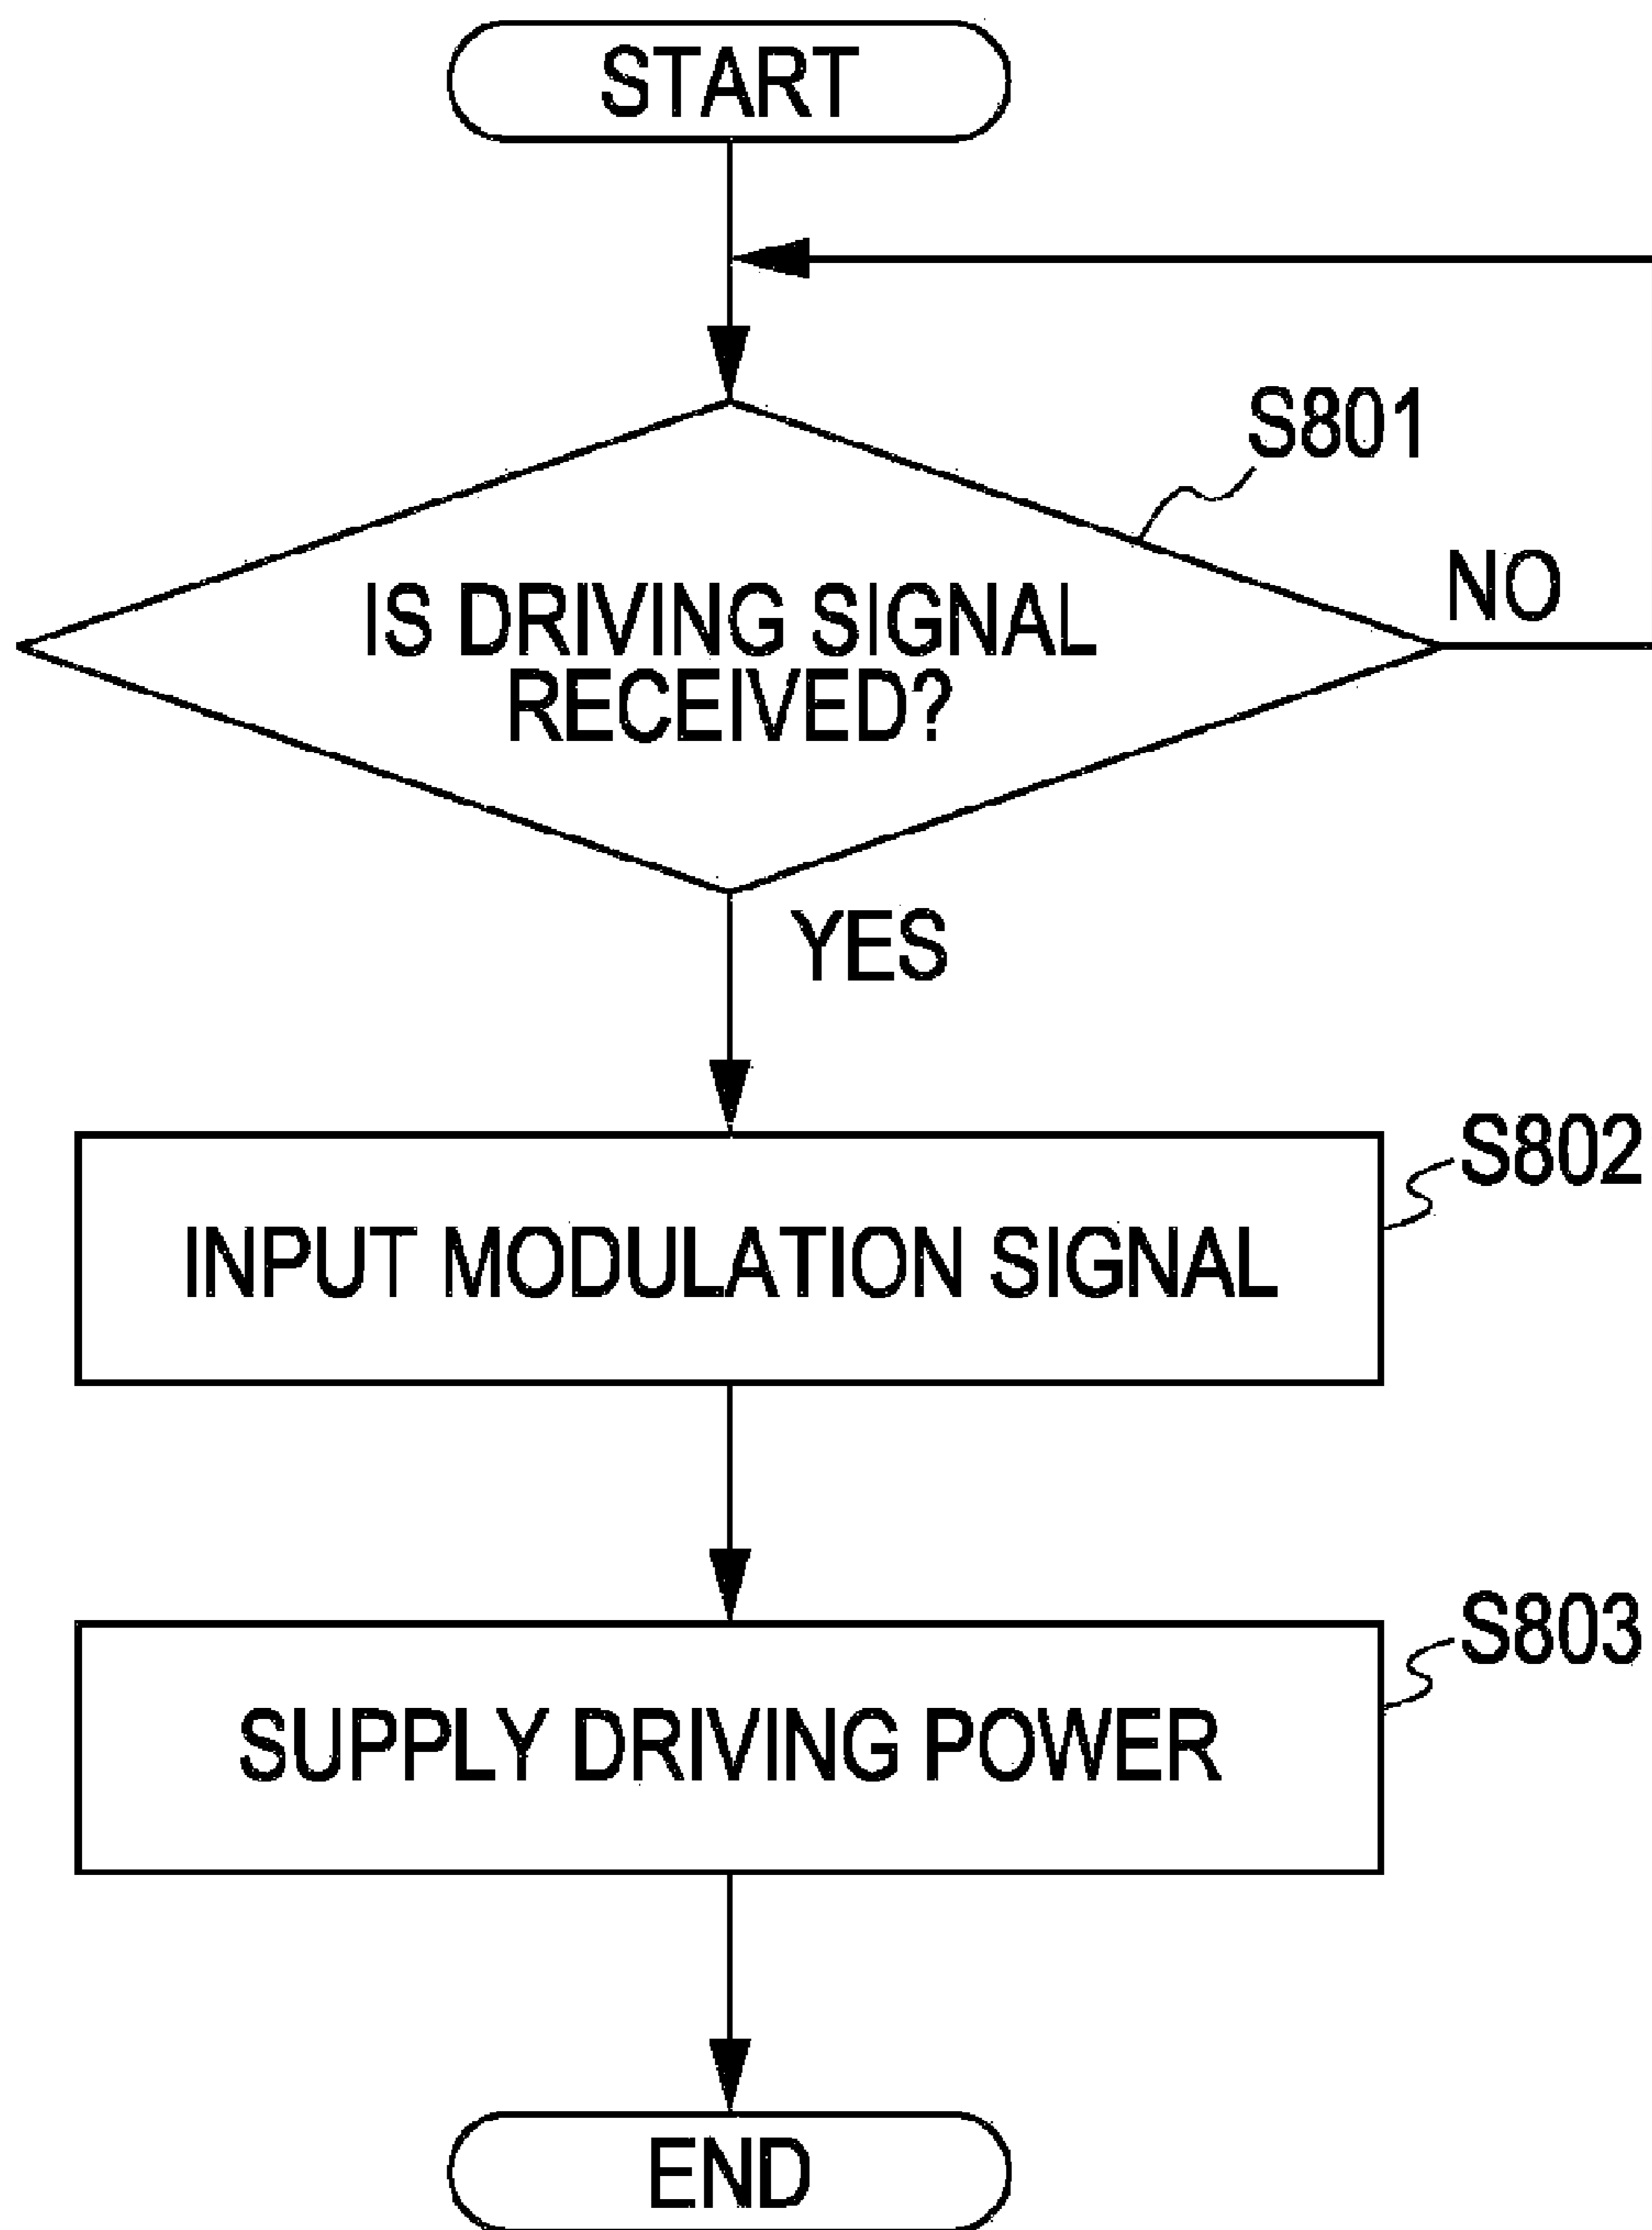 START
S801
IS DRIVING SIGNAL
RECEIVED?
NO
YES
S802
INPUT MODULATION SIGNAL
S803
SUPPLY DRIVING POWER
END